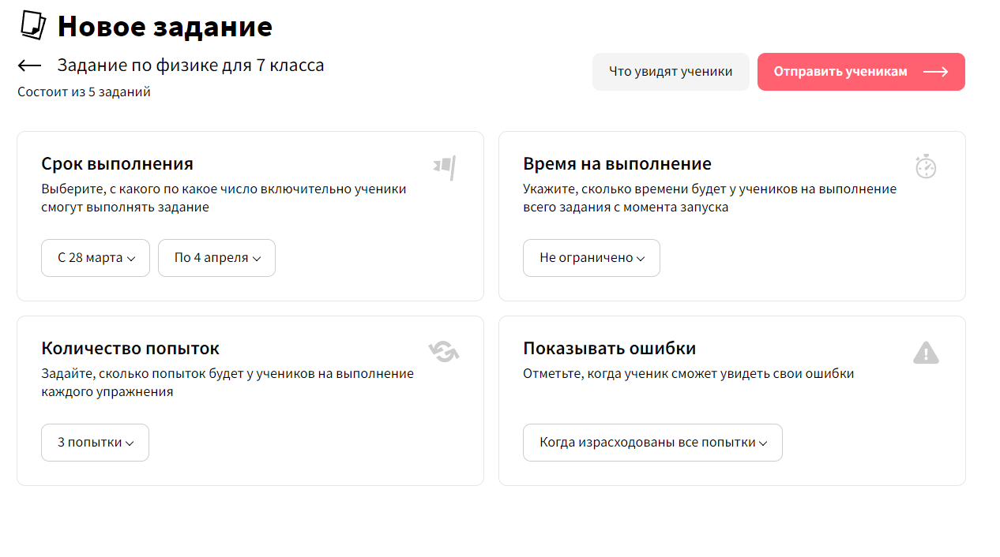 Новое задание
Задание по физике для 7 класса
Состоит из 5 заданий
Что увидят ученики
Отправить ученикам
Срок выполнения
Выберите, с какого по какое число включительно ученики
смогут выполнять задание
С 28 марта
По 4 апреля
Время на выполнение
Укажите, сколько времени будет у учеников на выполнение
всего задания с момента запуска
Не ограничено
Количество попыток
Задайте, сколько попыток будет у учеников на выполнение
каждого упражнения
3 попытки
Показывать ошибки
Отметьте, когда ученик сможет увидеть свои ошибки
Когда израсходованы все попытки